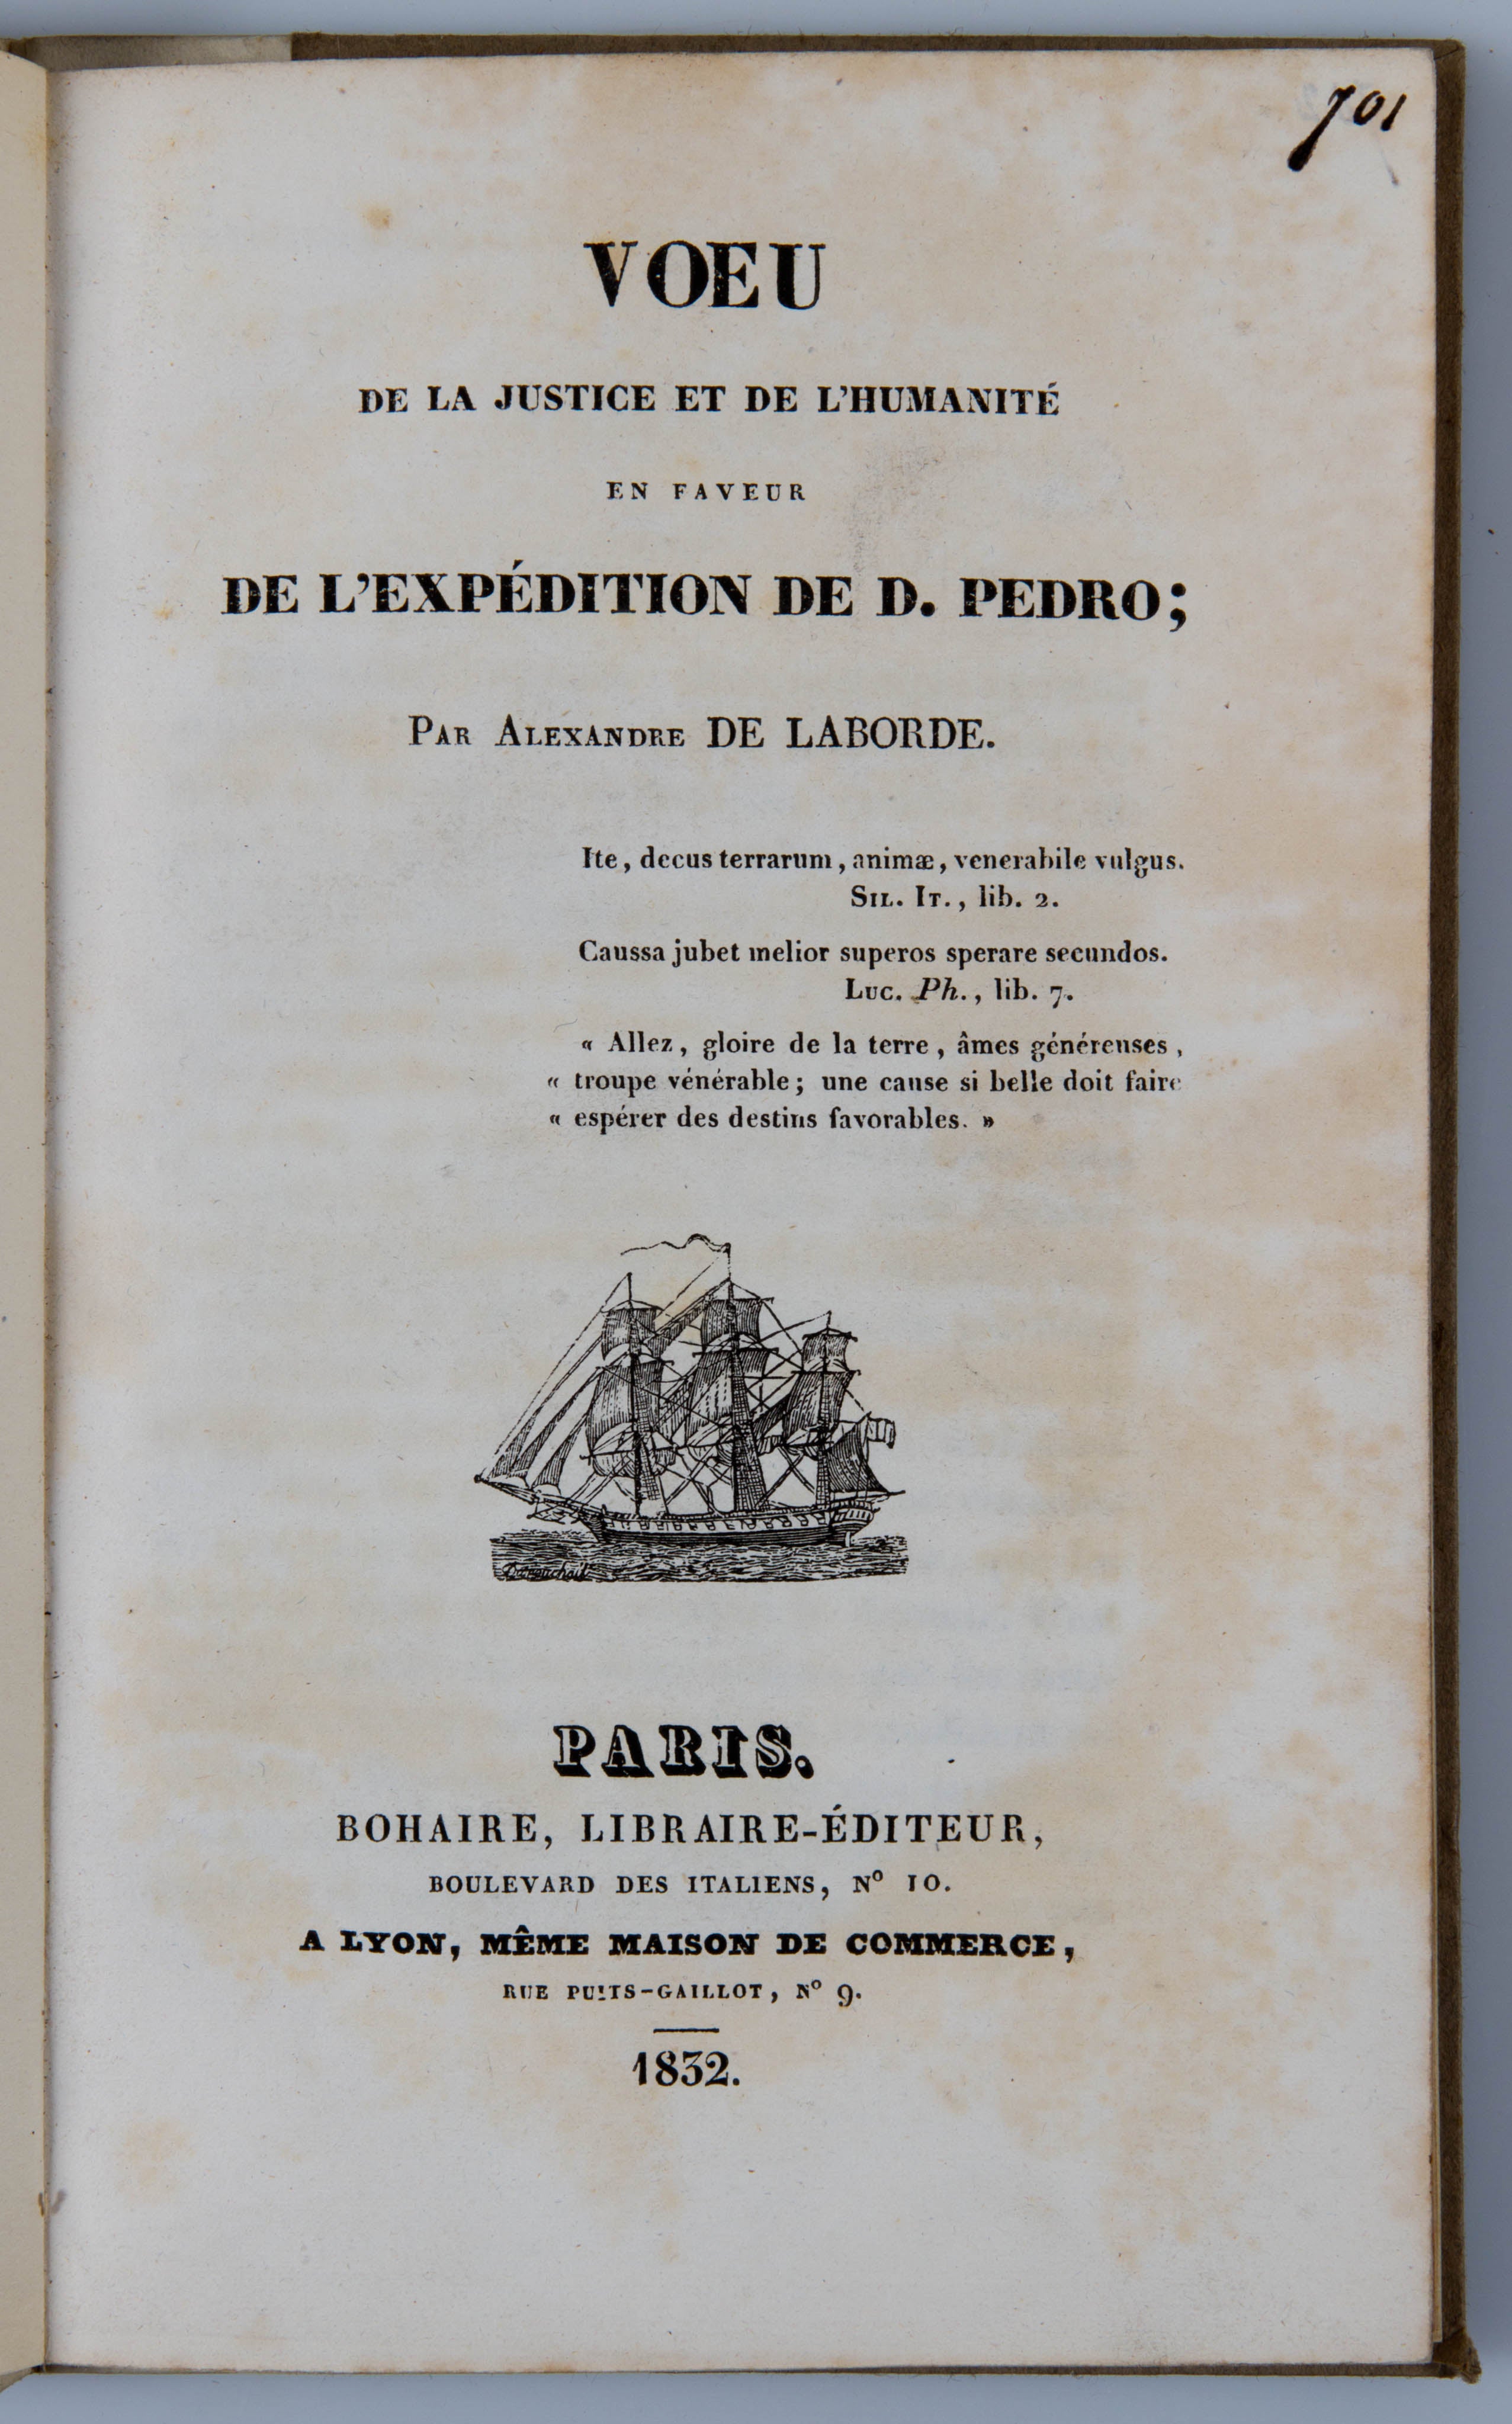 701
VOEU
DE LA JUSTICE ET DE L'HUMANITÉ
EN FAVEUR
DE L'EXPÉDITION DE D. PEDRO;
PAR ALEXANDRE DE LABORDE.
Ite, decus terrarum, animæ, venerabile vulgus.
SIL. IT., lib. 2.
Caussa jubet melior superos sperare secundos.
LUC. Ph., lib. 7.
« Allez, gloire de la terre, âmes généreuses,
« troupe vénérable; une cause si belle doit faire
« espérer des destins favorables. »
PARIS.
BOHAIRE, LIBRAIRE-ÉDITEUR,
BOULEVARD DES ITALIENS, Nº 10.
A LYON, MÊME MAISON DE COMMERCE,
RUE PUITS-GAILLOT, Nº 9.
1832.